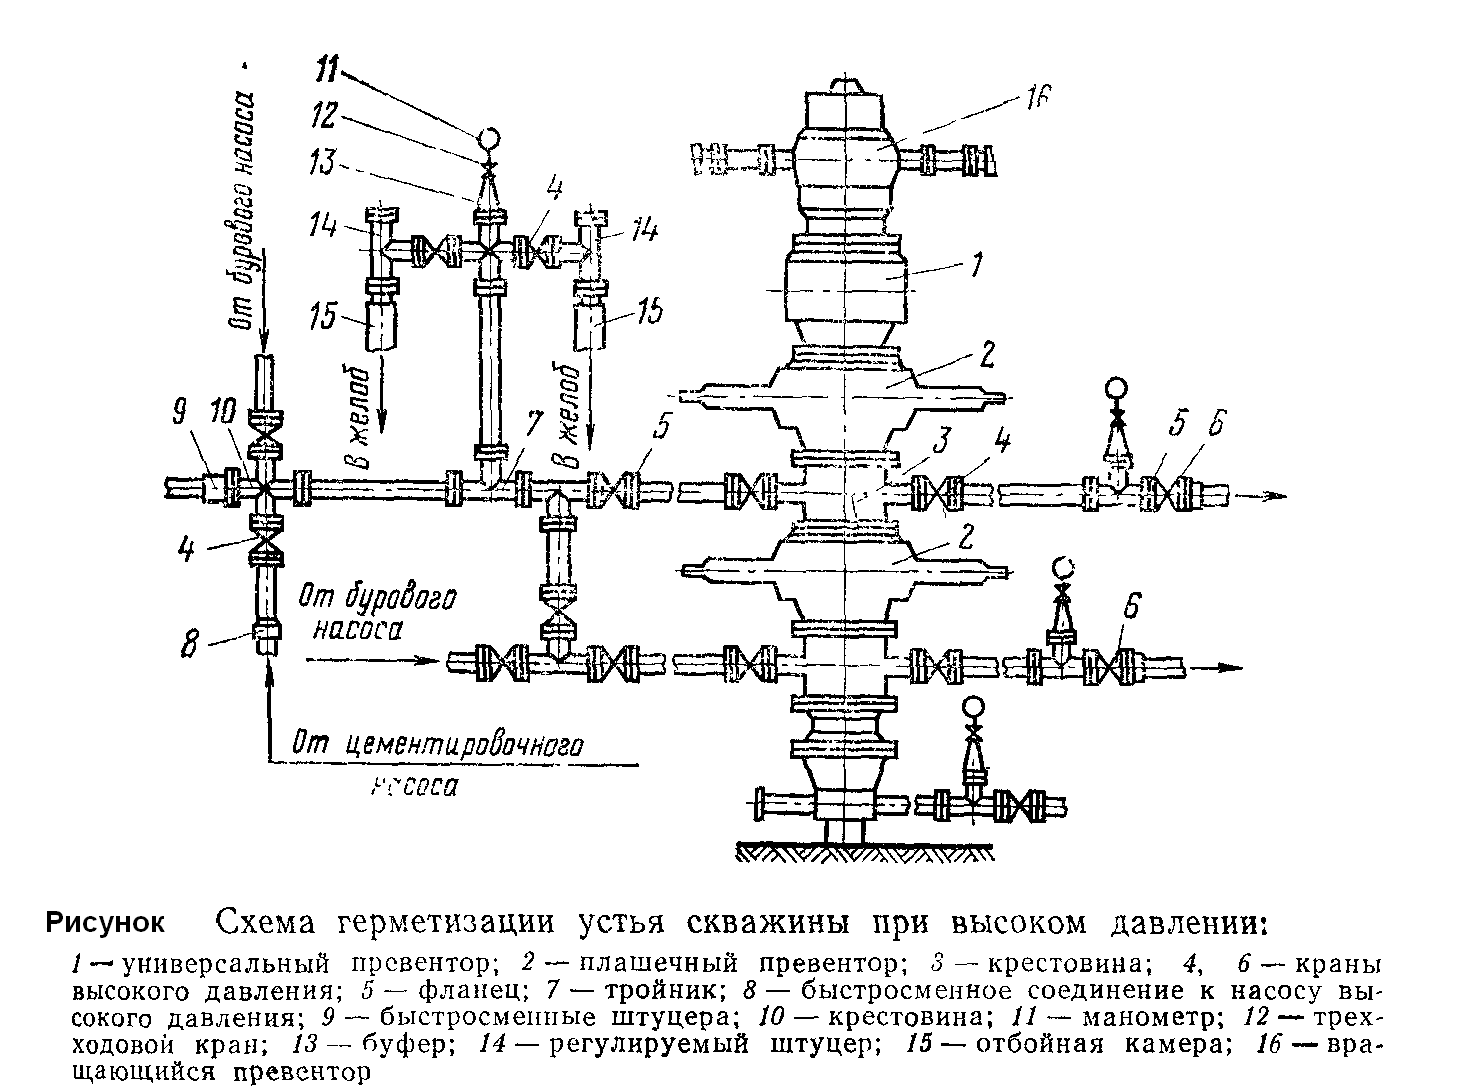 От бурового насоса
11
12
13
4
14
14
15
15
В желоб
В желоб
16
1
2
9
10
7
5
3
4
5
6
4
8
От бурового
насоса
2
6
От цементировочного
насоса
Рисунок Схема герметизации устья скважины при высоком давлении:
1 — универсальный превентор; 2 — плашечный превентор; 3 — крестовина; 4, 6 — краны
высокого давления; 5 — фланец; 7 — тройник; 8 — быстросменное соединение к насосу вы-
сокого давления; 9 — быстросменные штуцера; 10 — крестовина; 11 — манометр; 12 — трех-
ходовой кран; 13 — буфер; 14 — регулируемый штуцер; 15 — отбойная камера; 16 — вра-
щающийся превентор